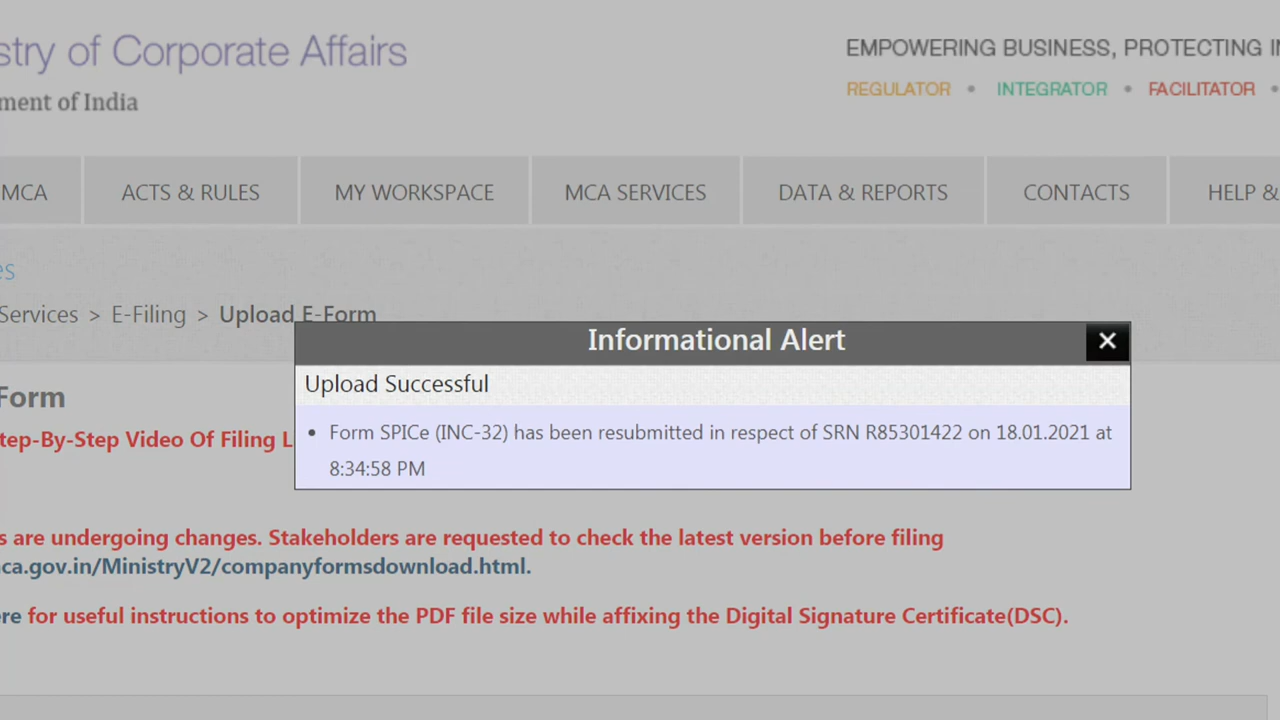 stry of Corporate Affairs
ment of India
EMPOWERING BUSINESS, PROTECTING IN
REGULATOR • INTEGRATOR • FACILITATOR •
MCA ACTS & RULES MY WORKSPACE MCA SERVICES DATA & REPORTS CONTACTS HELP &
es
Services > E-Filing > Upload E-Form
Informational Alert
Upload Successful
Form
• Form SPICe (INC-32) has been resubmitted in respect of SRN R85301422 on 18.01.2021 at
8:34:58 PM
tep-By-Step Video Of Filing L
s are undergoing changes. Stakeholders are requested to check the latest version before filing
ca.gov.in/MinistryV2/companyformsdownload.html.
ere for useful instructions to optimize the PDF file size while affixing the Digital Signature Certificate(DSC).